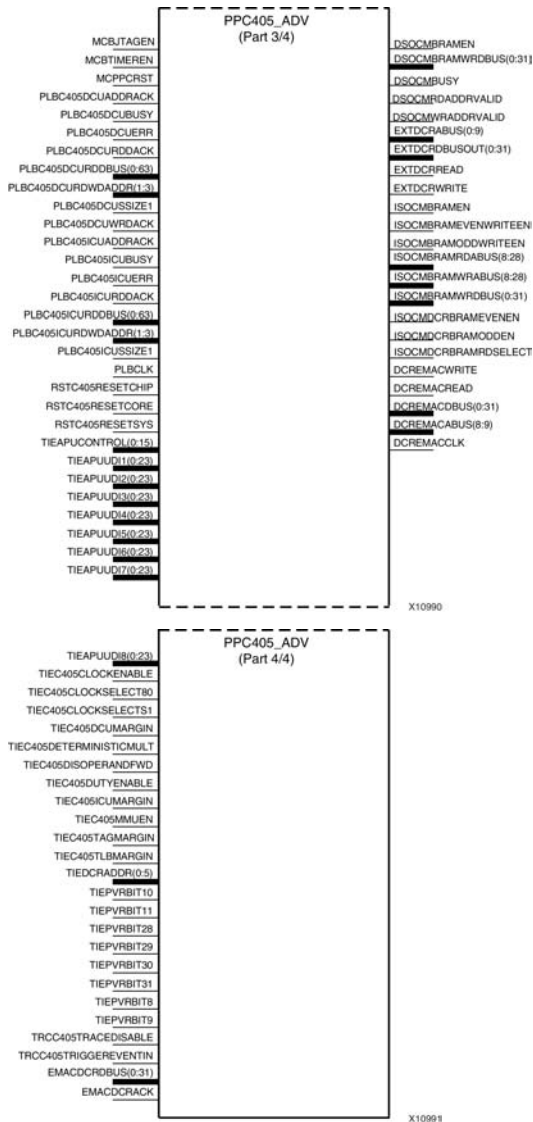 PPC405_ADV
(Part 3/4)
MCBJTAGEN
MCBTIMEREN
MCPPCRST
PLBC405DCUADDRACK
PLBC405DCUBUSY
PLBC405DCUERR
PLBC405DCURDDACK
PLBC405DCURDDBUS(0:63)
PLBC405DCURDWDADDR(1:3)
PLBC405DCUSSIZE1
PLBC405DCUWRDACK
PLBC405ICUADDRACK
PLBC405ICUBUSY
PLBC405ICUERR
PLBC405ICURDDACK
PLBC405ICURDDBUS(0:63)
PLBC405ICURDWDADDR(1:3)
PLBC405ICUSSIZE1
PLBCLK
RSTC405RESETCHIP
RSTC405RESETCORE
RSTC405RESETSYS
TIEAPUCONTROL(0:15)
TIEAPUUDI1(0:23)
TIEAPUUDI2(0:23)
TIEAPUUDI3(0:23)
TIEAPUUDI4(0:23)
TIEAPUUDI5(0:23)
TIEAPUUDI6(0:23)
TIEAPUUDI7(0:23)
DSOCMBRAMEN
DSOCMBRAMWRDBUS(0:31)
DSOCMBUSY
DSOCMRDADDRVALID
DSOCMWRADDRVALID
EXTDCRABUS(0:9)
EXTDCRDBUSOUT(0:31)
EXTDCRREAD
EXTDCRWRITE
ISOCMBRAMEN
ISOCMBRAMEVENWRITEEN
ISOCMBRAMODDWRITEEN
ISOCMBRAMRDABUS(8:28)
ISOCMBRAMWRABUS(8:28)
ISOCMBRAMWRDBUS(0:31)
ISOCMDCRBRAMEVENEN
ISOCMDCRBRAMODDEN
ISOCMDCRBRAMRDSELECT
DCREMACWRITE
DCREMACREAD
DCREMACDBUS(0:31)
DCREMACABUS(8:9)
DCREMACCLK
X10990
PPC405_ADV
(Part 4/4)
TIEAPUUDI8(0:23)
TIEC405CLOCKENABLE
TIEC405CLOCKSELECT80
TIEC405CLOCKSELECTS1
TIEC405DCUMARGIN
TIEC405DETERMINISTICMULT
TIEC405DISOPERANDFWD
TIEC405DUTYENABLE
TIEC405ICUMARGIN
TIEC405MMUEN
TIEC405TAGMARGIN
TIEC405TLBMARGIN
TIEDCRADDR(0:5)
TIEPVRBIT10
TIEPVRBIT11
TIEPVRBIT28
TIEPVRBIT29
TIEPVRBIT30
TIEPVRBIT31
TIEPVRBIT8
TIEPVRBIT9
TRCC405TRACEDISABLE
TRCC405TRIGGEREVENTIN
EMACDCRDBUS(0:31)
EMACDCRACK
X10991